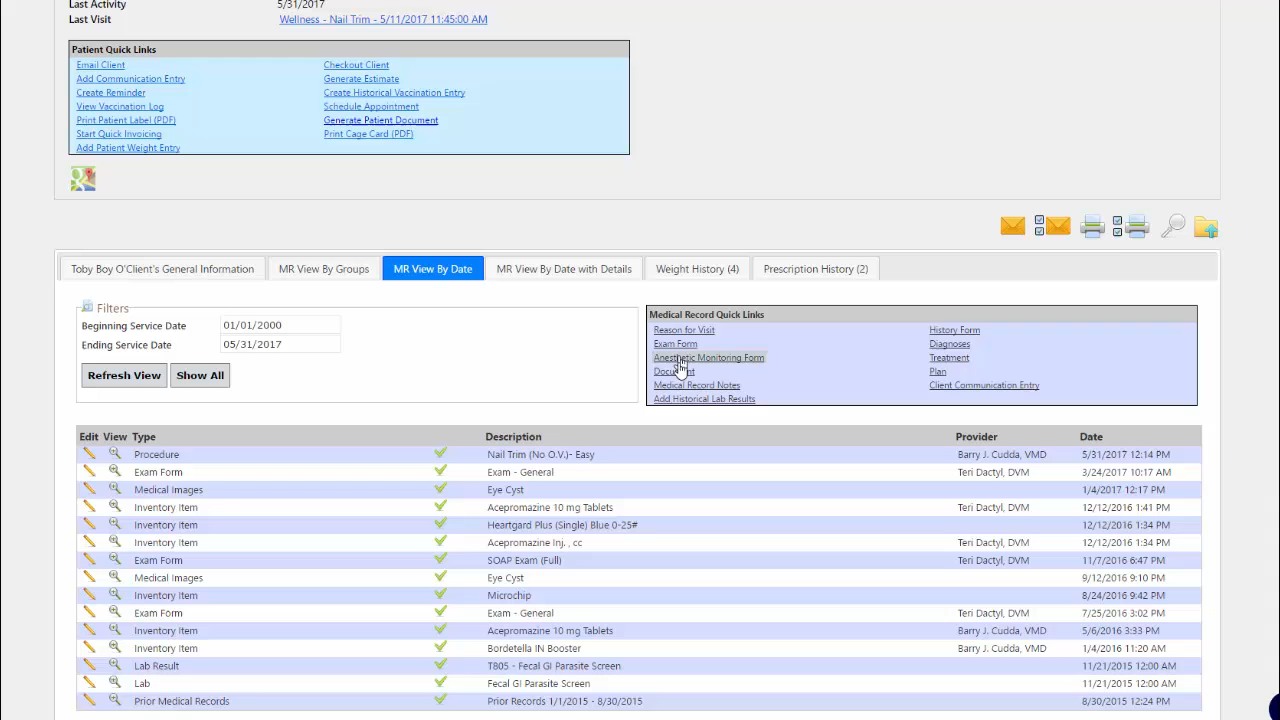 Last Activity 5/31/2017
Last Visit Wellness - Nail Trim - 5/11/2017 11:45:00 AM
Patient Quick Links
Email Client Checkout Client
Add Communication Entry Generate Estimate
Create Reminder Create Historical Vaccination Entry
View Vaccination Log Schedule Appointment
Print Patient Label (PDF) Generate Patient Document
Start Quick Invoicing Print Cage Card (PDF)
Add Patient Weight Entry
Toby Boy O'Client's General Information MR View By Groups MR View By Date MR View By Date with Details Weight History (4) Prescription History (2)
Filters
Beginning Service Date 01/01/2000
Ending Service Date 05/31/2017
Refresh View Show All
Medical Record Quick Links
Reason for Visit History Form
Exam Form Diagnoses
Anesthetic Monitoring Form Treatment
Document Plan
Medical Record Notes Client Communication Entry
Add Historical Lab Results
Edit View Type Description Provider Date
Procedure Nail Trim (No O.V.)- Easy Barry J. Cudda, VMD 5/31/2017 12:14 PM
Exam Form Exam - General Teri Dactyl, DVM 3/24/2017 10:17 AM
Medical Images Eye Cyst 1/4/2017 12:17 PM
Inventory Item Acepromazine 10 mg Tablets Teri Dactyl, DVM 12/12/2016 1:41 PM
Inventory Item Heartgard Plus (Single) Blue 0-25# 12/12/2016 1:34 PM
Inventory Item Acepromazine Inj. , cc Teri Dactyl, DVM 12/12/2016 1:34 PM
Exam Form SOAP Exam (Full) Teri Dactyl, DVM 11/7/2016 6:47 PM
Medical Images Eye Cyst 9/12/2016 9:10 PM
Inventory Item Microchip 8/24/2016 9:42 PM
Exam Form Exam - General Teri Dactyl, DVM 7/25/2016 3:02 PM
Inventory Item Acepromazine 10 mg Tablets Barry J. Cudda, VMD 5/6/2016 3:33 PM
Inventory Item Bordetella IN Booster Barry J. Cudda, VMD 1/4/2016 11:20 AM
Lab Result T805 - Fecal GI Parasite Screen 11/21/2015 12:00 AM
Lab Fecal GI Parasite Screen 11/21/2015 12:00 AM
Prior Medical Records Prior Records 1/1/2015 - 8/30/2015 8/30/2015 12:24 PM